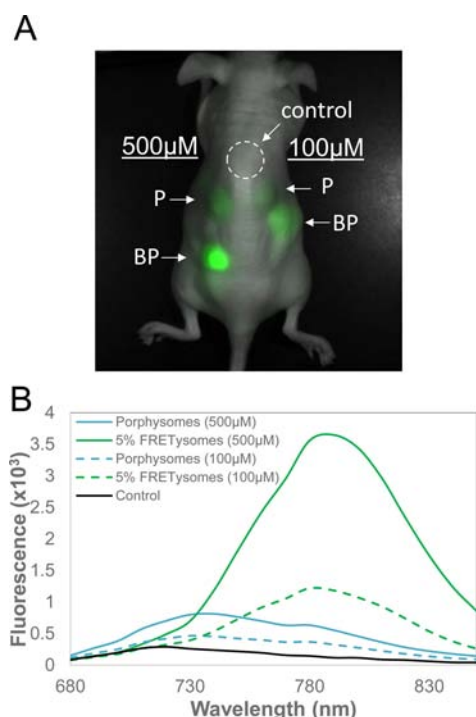 A
control
500µM
100µM
P
P
BP
BP
B
4
Porphysomes (500µM)
3.5
5% FRETysomes (500µM)
Porphysomes (100µM)
3
5% FRETysomes (100µM)
2.5
Control
2
1.5
1
0.5
0
Fluorescence (x10³)
680
730
780
830
Wavelength (nm)